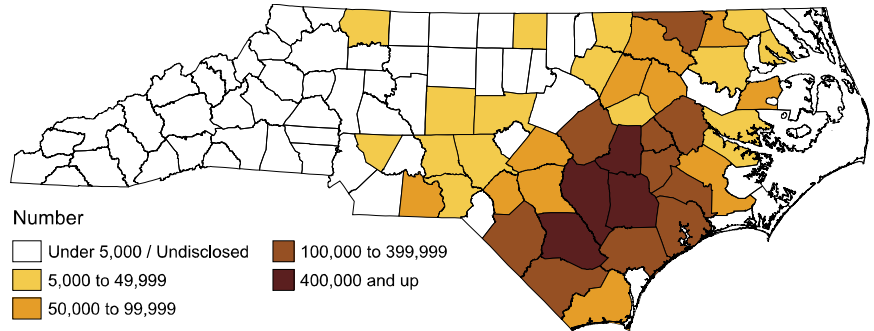 Number
Under 5,000 / Undisclosed
5,000 to 49,999
50,000 to 99,999
100,000 to 399,999
400,000 and up